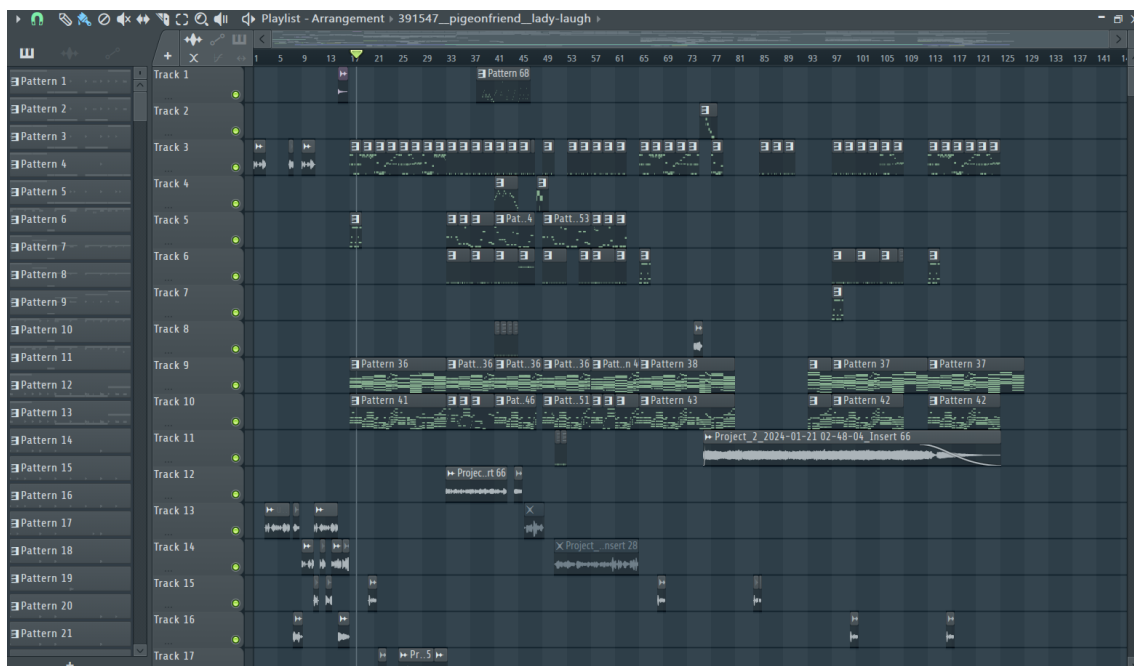 Playlist - Arrangement › 391547__pigeonfriend__lady-laugh ›
1 5 9 13 17 21 25 29 33 37 41 45 49 53 57 61 65 69 73 77 81 85 89 93 97 101 105 109 113 117 121 125 129 133 137 141
Pattern 1
Track 1
Pattern 68
Pattern 2
Track 2
Pattern 3
Track 3
Pattern 4
Track 4
Pattern 5
Pattern 6
Track 5
Pat..4
Patt..53
Pattern 7
Track 6
Pattern 8
Pattern 9
Track 7
Pattern 10
Track 8
Pattern 11
Track 9
Pattern 36
Patt..36
Patt..36
Patt..36
Patt..n 4
Pattern 38
Pattern 37
Pattern 37
Pattern 12
Track 10
Pattern 41
Pat..46
Patt..51
Pattern 43
Pattern 42
Pattern 42
Pattern 13
Pattern 14
Track 11
Project_2_2024-01-21 02-48-04_Insert 66
Pattern 15
Track 12
Projec..rt 66
Pattern 16
Pattern 17
Track 13
Pattern 18
Track 14
Project_..nsert 28
Pattern 19
Track 15
Pattern 20
Track 16
Pattern 21
Track 17
Pr..5